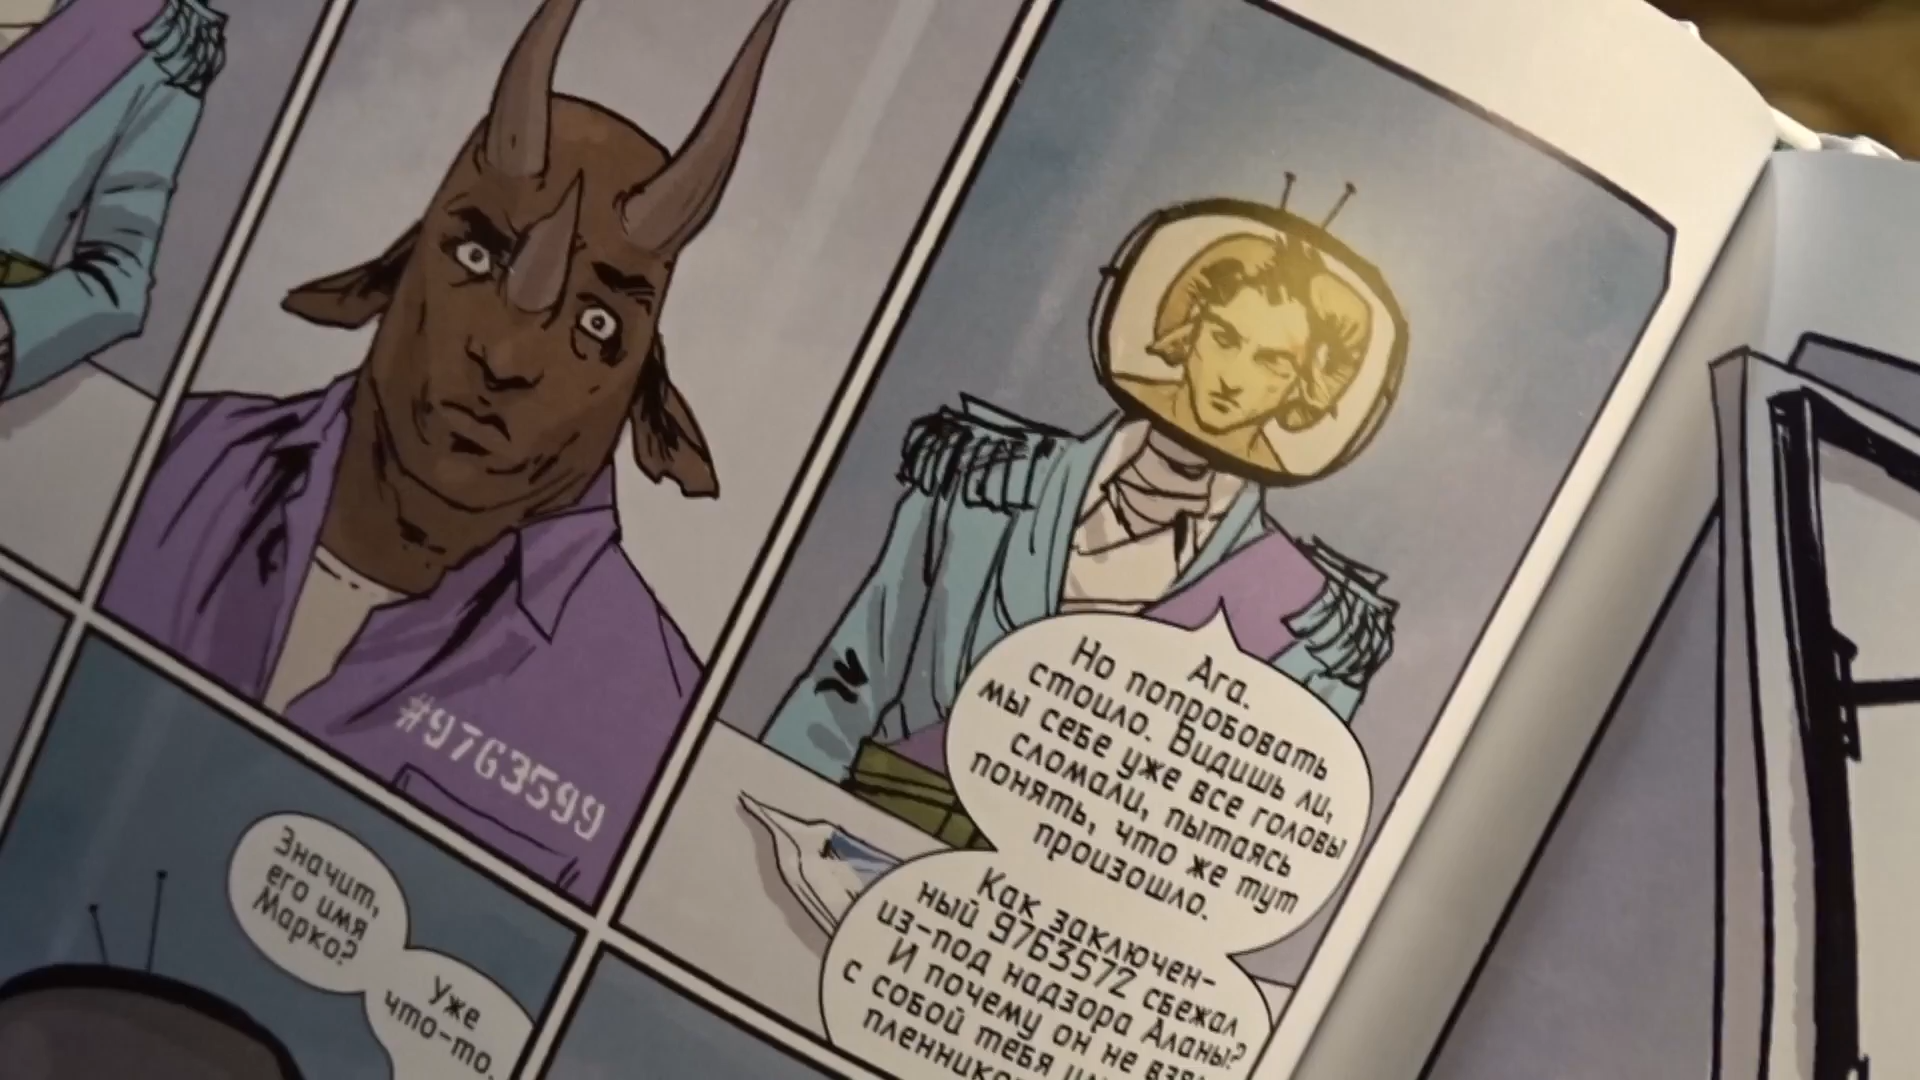 #9763599
Ага.
Но попробовать
стоило. Видишь ли,
мы себе уже все головы
сломали, пытаясь
понять, что же тут
произошло.
Как заключен-
ный 9763572 сбежал
из-под надзора Аланы?
И почему он не
с собой тебя
Значит,
его имя
Марко?
Уже
что-то.